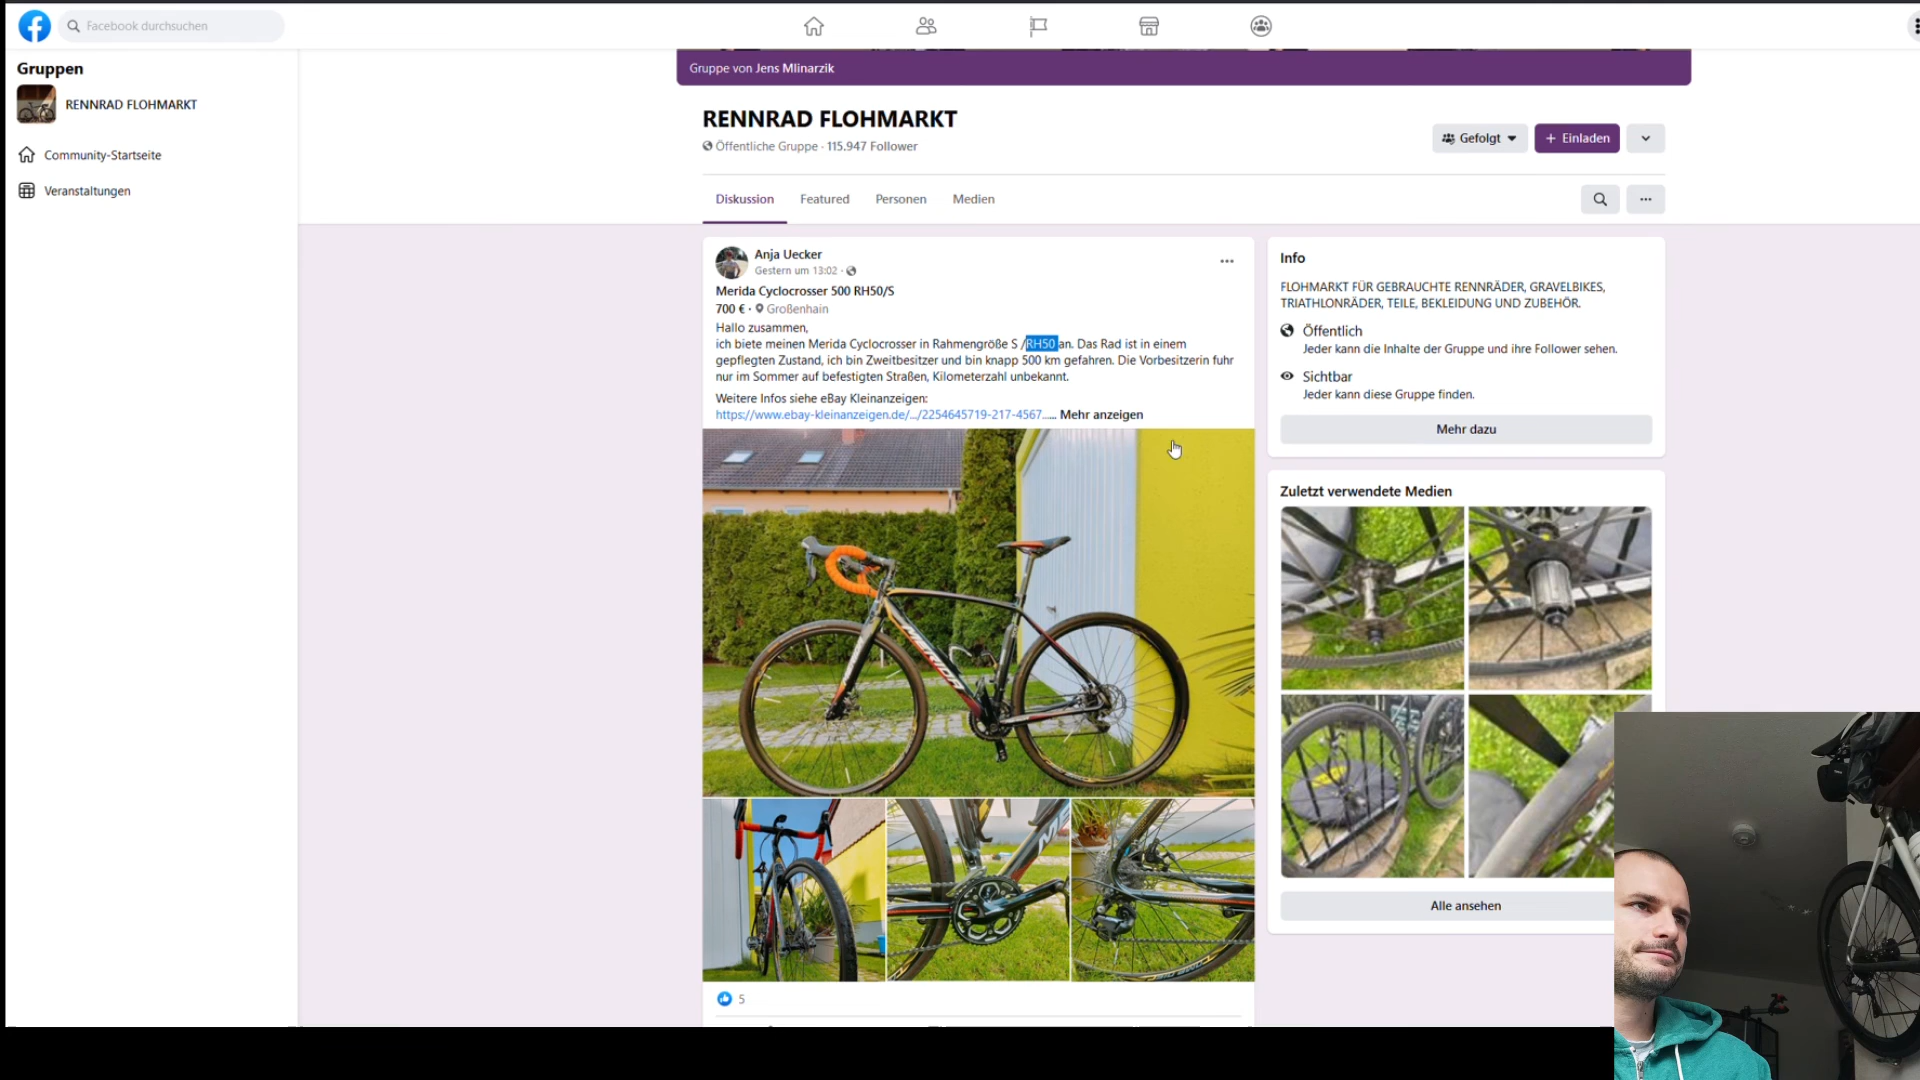 Facebook durchsuchen
Gruppen
RENNRAD FLOHMARKT
Community-Startseite
Veranstaltungen
Gruppe von Jens Mlinarzik
RENNRAD FLOHMARKT
Öffentliche Gruppe · 115.947 Follower
Gefolgt
+ Einladen
Diskussion
Featured
Personen
Medien
Anja Uecker
Gestern um 13:02 ·
Merida Cyclocrosser 500 RH50/S
700 € · Großenhain
Hallo zusammen,
ich biete meinen Merida Cyclocrosser in Rahmengröße S /RH50 an. Das Rad ist in einem
gepflegten Zustand, ich bin Zweitbesitzer und bin knapp 500 km gefahren. Die Vorbesitzerin fuhr
nur im Sommer auf befestigten Straßen, Kilometerzahl unbekannt.
Weitere Infos siehe eBay Kleinanzeigen:
https://www.ebay-kleinanzeigen.de/.../2254645719-217-4567...... Mehr anzeigen
MERIDA
5
Info
FLOHMARKT FÜR GEBRAUCHTE RENNRÄDER, GRAVELBIKES,
TRIATHLONRÄDER, TEILE, BEKLEIDUNG UND ZUBEHÖR.
Öffentlich
Jeder kann die Inhalte der Gruppe und ihre Follower sehen.
Sichtbar
Jeder kann diese Gruppe finden.
Mehr dazu
Zuletzt verwendete Medien
Alle ansehen